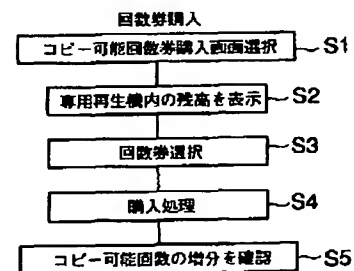 回数券購入
コピー可能回数券購入画面選択 S1
専用再生機内の残高を表示 S2
回数券選択 S3
購入処理 S4
コピー可能回数の増分を確認 S5